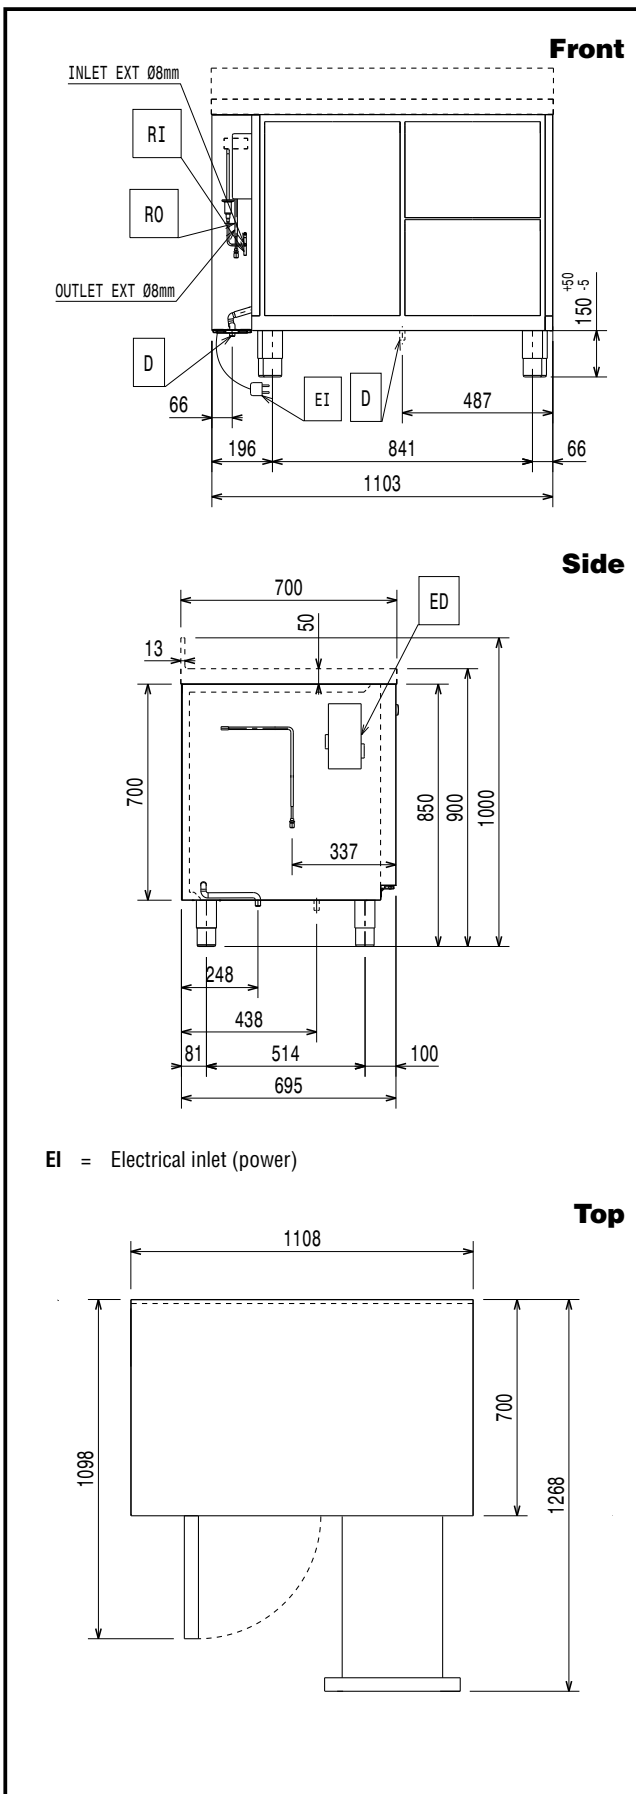 Front
INLET EXT Ø8mm
RI
RO
OUTLET EXT Ø8mm
+50
-5
150
D
EI
D
66
487
196
841
66
1103
Side
700
ED
50
13
700
850
900
1000
337
248
438
81
514
100
695
EI = Electrical inlet (power)
Top
1108
1098
700
1268